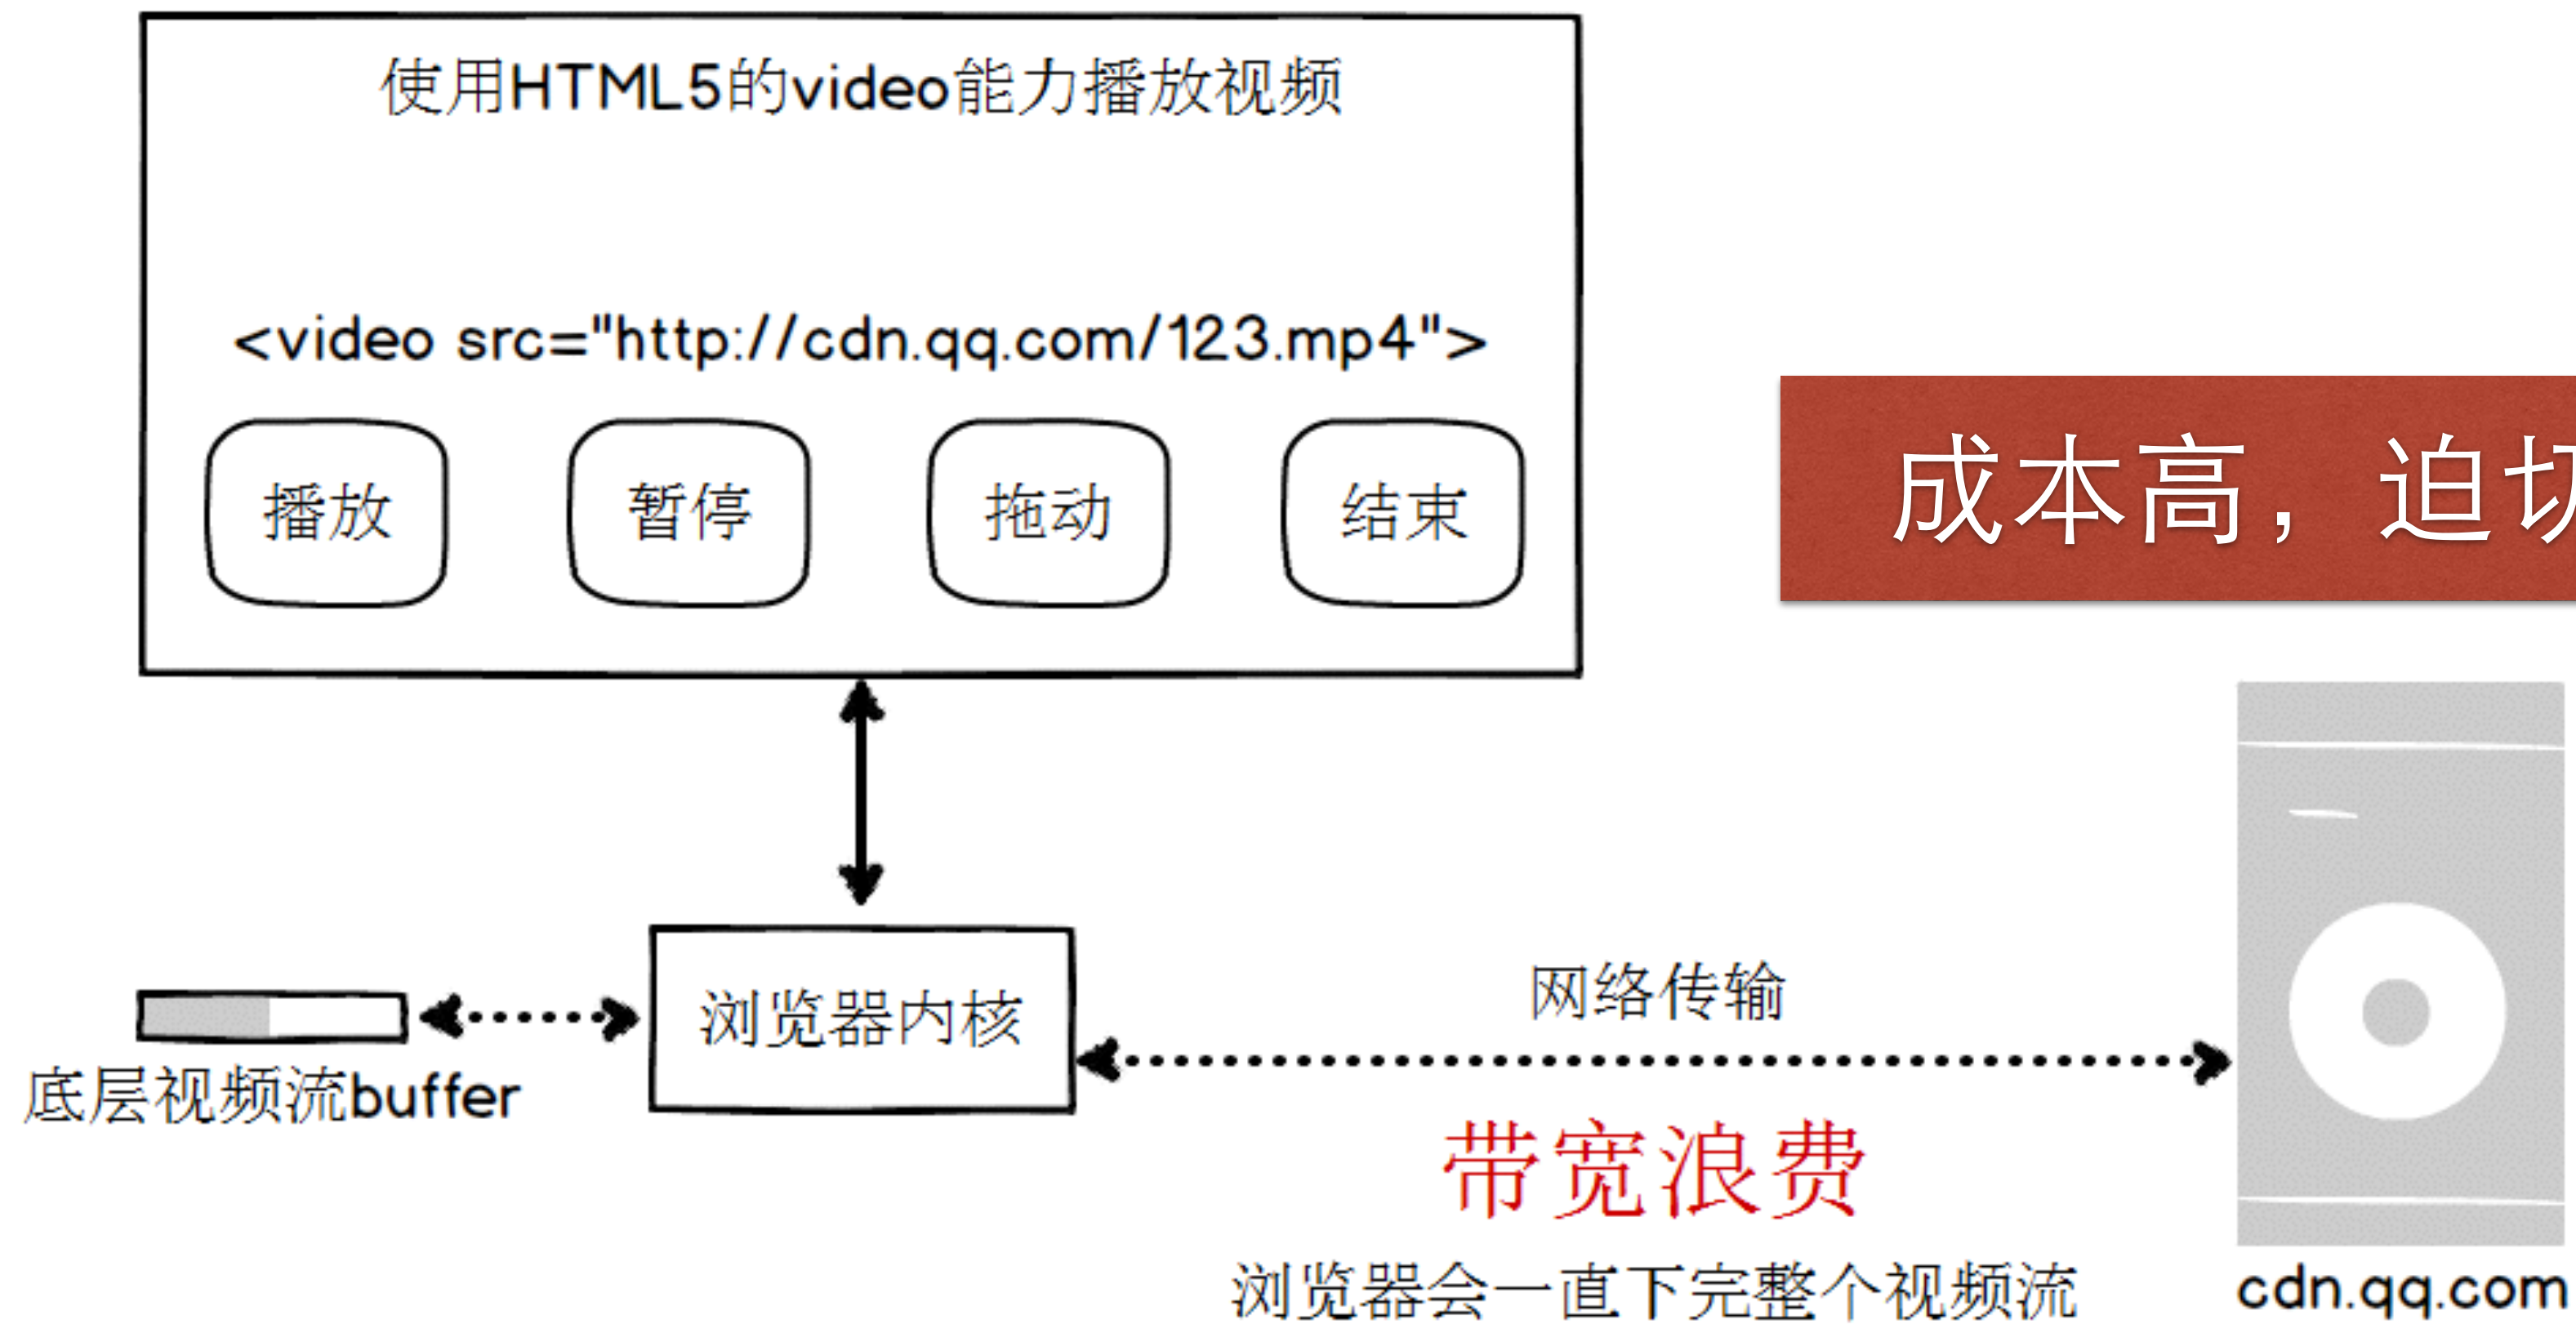 使用HTML5的video能力播放视频
<video src="http://cdn.qq.com/123.mp4">
播放
暂停
拖动
结束
成本高，迫切
浏览器内核
底层视频流buffer
网络传输
带宽浪费
浏览器会一直下完整个视频流
cdn.qq.com